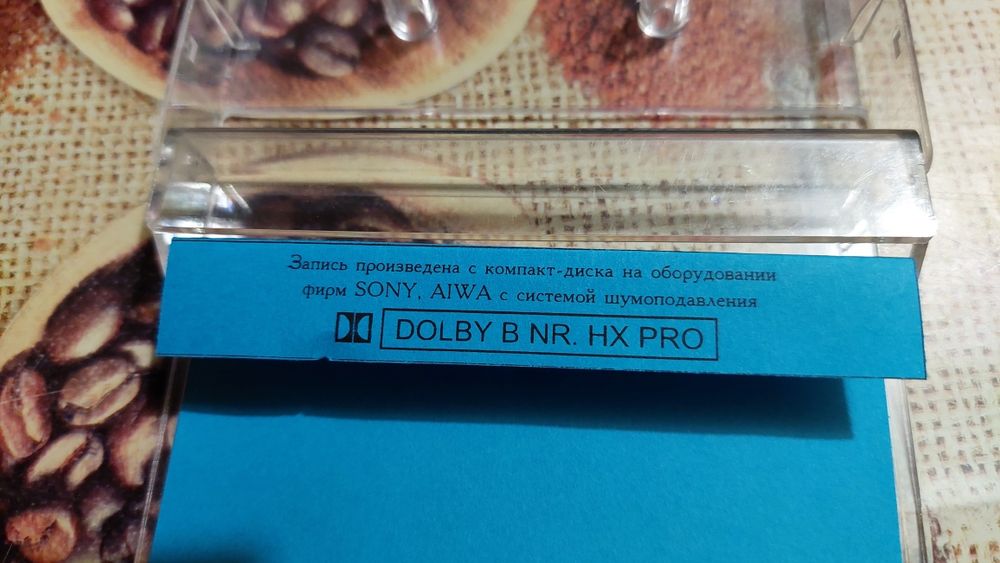 Запись произведена с компакт-диска на оборудовании
фирм SONY, AIWA с системой шумоподавления
DOLBY B NR. HX PRO